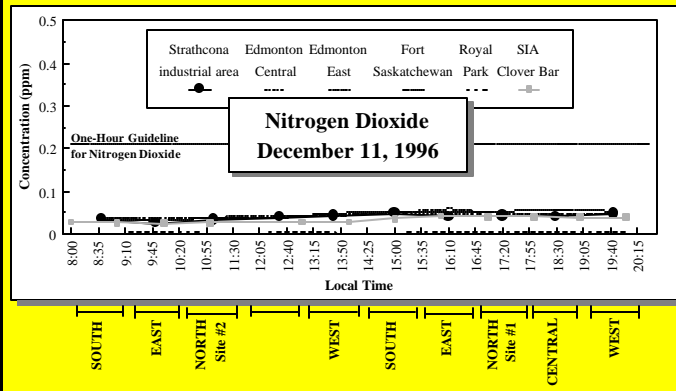 0.5
0.4
0.3
0.2
0.1
0
Concentration (ppm)
Strathcona Edmonton Edmonton Fort Royal SIA
industrial area Central East Saskatchewan Park Clover Bar
Nitrogen Dioxide
December 11, 1996
One-Hour Guideline
for Nitrogen Dioxide
8:00 8:35 9:10 9:45 10:20 10:55 11:30 12:05 12:40 13:15 13:50 14:25 15:00 15:35 16:10 16:45 17:20 17:55 18:30 19:05 19:40 20:15
Local Time
SOUTH
EAST
NORTH
Site #2
WEST
SOUTH
EAST
NORTH
Site #1
CENTRAL
WEST